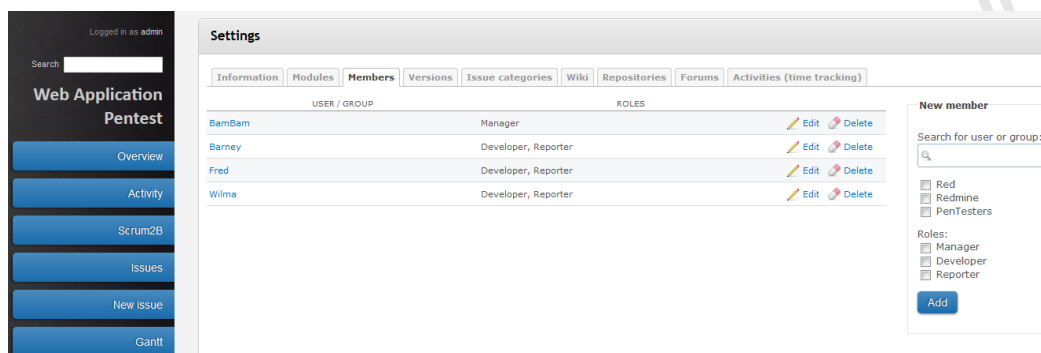 Logged in as admin
Search:
Web Application
Pentest
Overview
Activity
Scrum2B
Issues
New issue
Gantt
Settings
Information Modules Members Versions Issue categories Wiki Repositories Forums Activities (time tracking)
USER / GROUP ROLES
BamBam Manager Edit Delete
Barney Developer, Reporter Edit Delete
Fred Developer, Reporter Edit Delete
Wilma Developer, Reporter Edit Delete
New member
Search for user or group:
Red
Redmine
PenTesters
Roles:
Manager
Developer
Reporter
Add